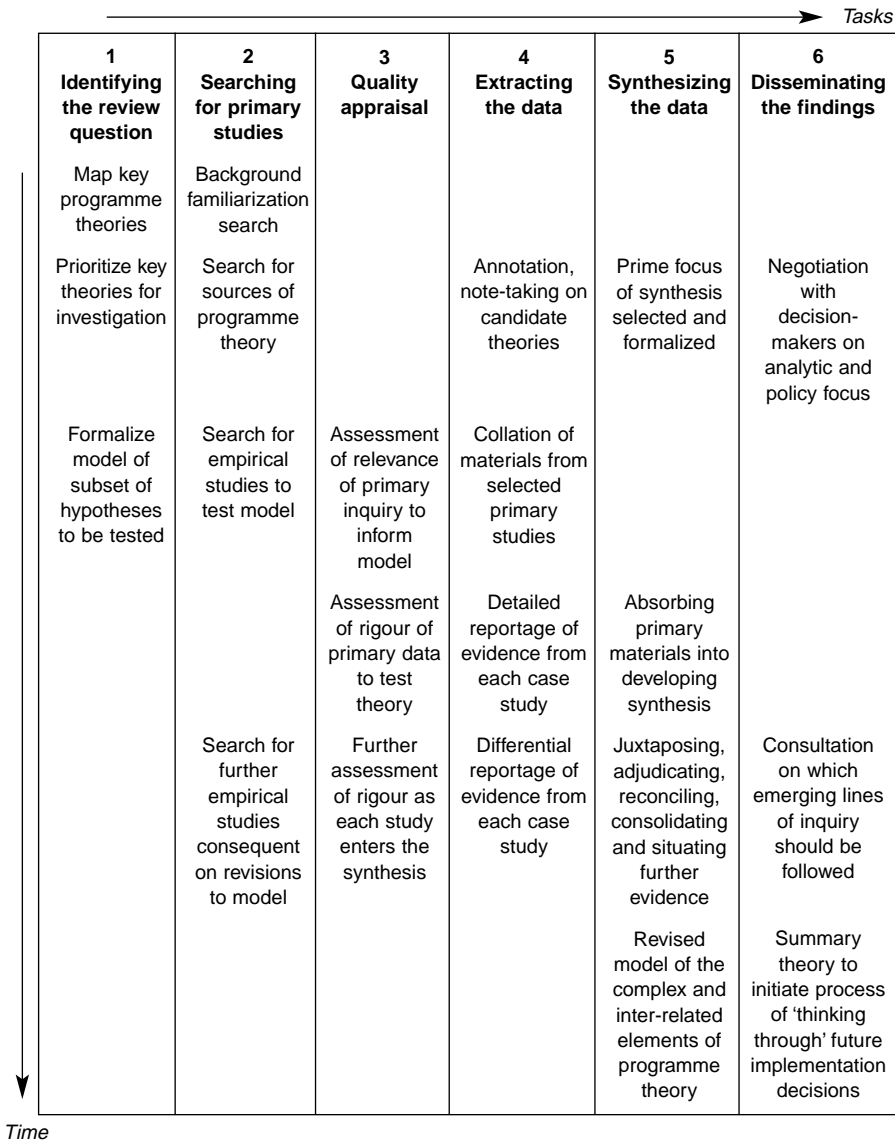 Tasks
1
Identifying
the review
question
2
Searching
for primary
studies
3
Quality
appraisal
4
Extracting
the data
5
Synthesizing
the data
6
Disseminating
the findings
Map key
programme
theories
Background
familiarization
search
Prioritize key
theories for
investigation
Search for
sources of
programme
theory
Annotation,
note-taking on
candidate
theories
Prime focus
of synthesis
selected and
formalized
Negotiation
with
decision-
makers on
analytic and
policy focus
Formalize
model of
subset of
hypotheses
to be tested
Search for
empirical
studies to
test model
Assessment
of relevance
of primary
inquiry to
inform
model
Collation of
materials from
selected
primary
studies
Assessment
of rigour of
primary data
to test
theory
Detailed
reportage of
evidence from
each case
study
Absorbing
primary
materials into
developing
synthesis
Search for
further
empirical
studies
consequent
on revisions
to model
Further
assessment
of rigour as
each study
enters the
synthesis
Differential
reportage of
evidence from
each case
study
Juxtaposing,
adjudicating,
reconciling,
consolidating
and situating
further
evidence
Consultation
on which
emerging lines
of inquiry
should be
followed
Revised
model of the
complex and
inter-related
elements of
programme
theory
Summary
theory to
initiate process
of ‘thinking
through’ future
implementation
decisions
Time